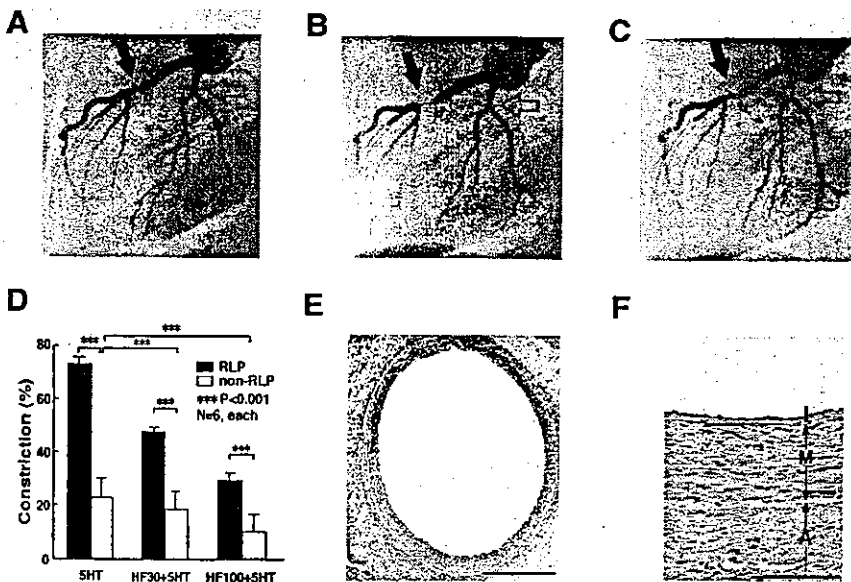 A
B
C
D
***
***
***
80
60
40
20
0
Constriction (%)
RLP
non-RLP
*** P<0.001
N=6, each
***
***
5HT
HF30+5HT
HF100+5HT
E
F
M
A